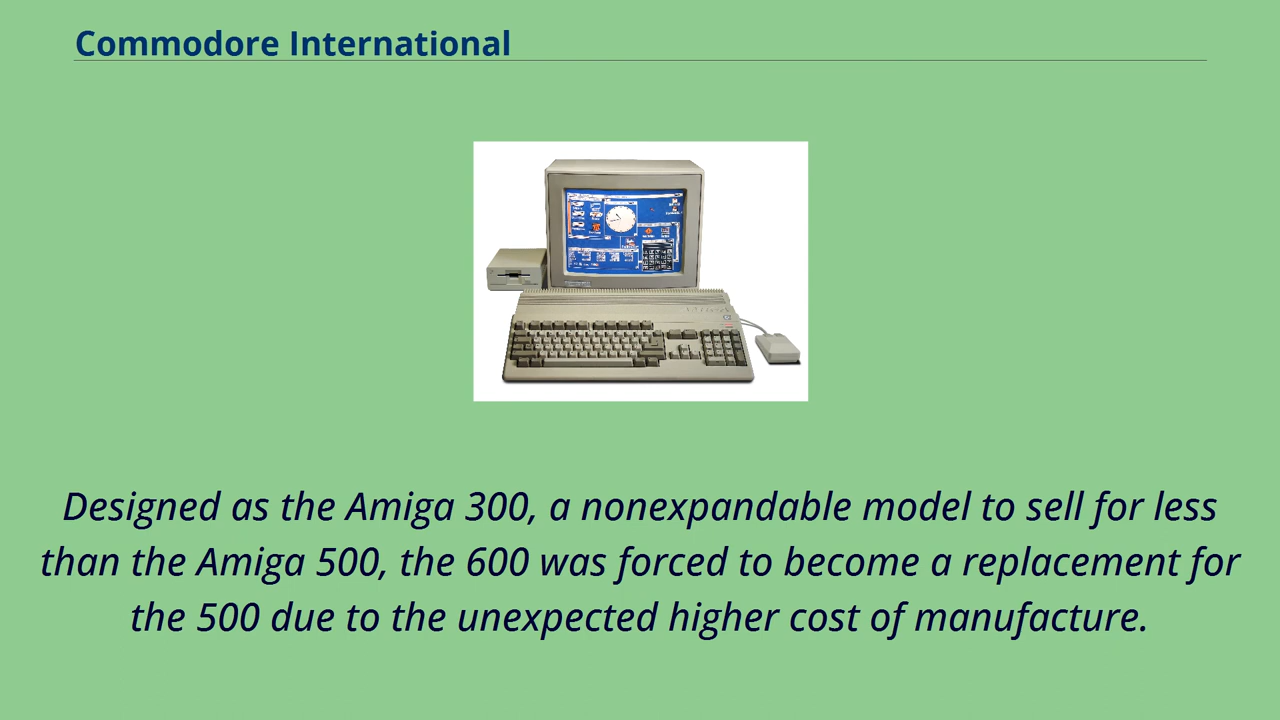 Commodore International
Designed as the Amiga 300, a nonexpandable model to sell for less
than the Amiga 500, the 600 was forced to become a replacement for
the 500 due to the unexpected higher cost of manufacture.